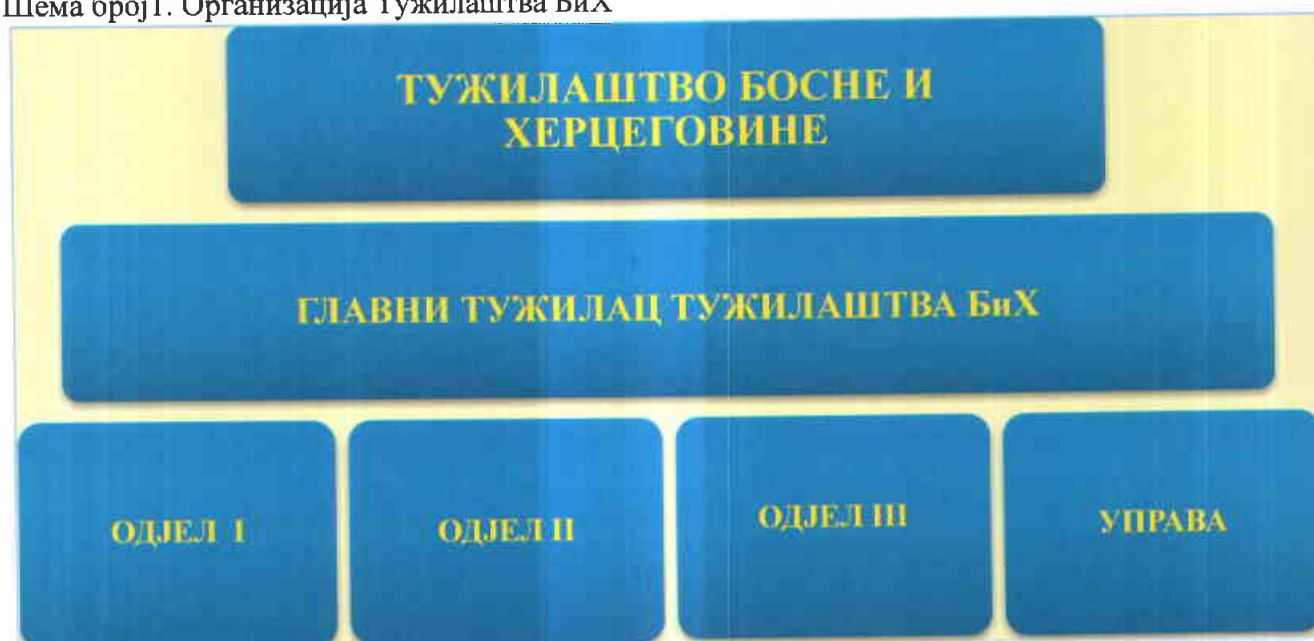 Шема број1. Организација Тужилаштва БиХ
ТУЖИЛАШТВО БОСНЕ И
ХЕРЦЕГОВИНЕ
ГЛАВНИ ТУЖИЛАЦ ТУЖИЛАШТВА БиХ
ОДЈЕЛ I
ОДЈЕЛ II
ОДЈЕЛ III
УПРАВА